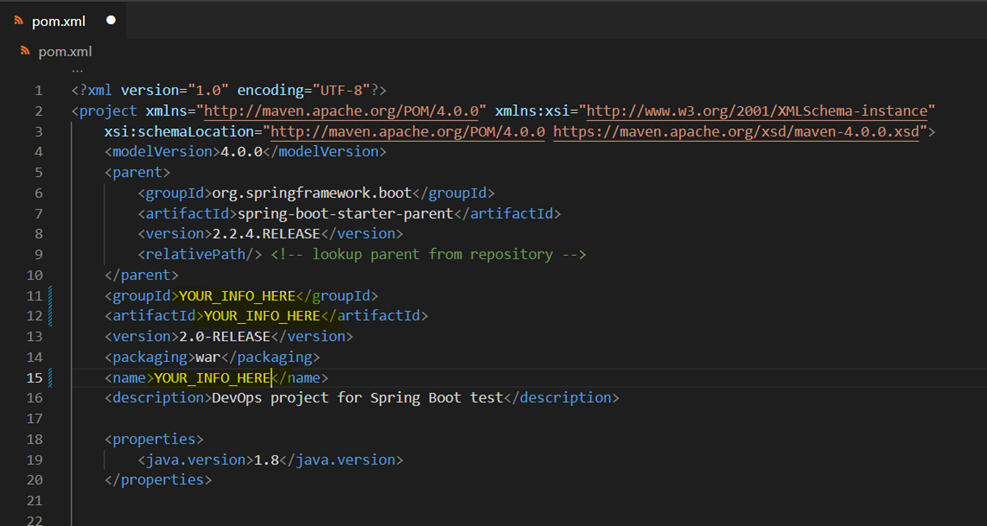 pom.xml
pom.xml
...
1 <?xml version="1.0" encoding="UTF-8"?>
2 <project xmlns="http://maven.apache.org/POM/4.0.0" xmlns:xsi="http://www.w3.org/2001/XMLSchema-instance"
3 xsi:schemaLocation="http://maven.apache.org/POM/4.0.0 https://maven.apache.org/xsd/maven-4.0.0.xsd">
4 <modelVersion>4.0.0</modelVersion>
5 <parent>
6 <groupId>org.springframework.boot</groupId>
7 <artifactId>spring-boot-starter-parent</artifactId>
8 <version>2.2.4.RELEASE</version>
9 <relativePath/> <!-- lookup parent from repository -->
10 </parent>
11 <groupId>YOUR_INFO_HERE</groupId>
12 <artifactId>YOUR_INFO_HERE</artifactId>
13 <version>2.0-RELEASE</version>
14 <packaging>war</packaging>
15 <name>YOUR_INFO_HERE</name>
16 <description>DevOps project for Spring Boot test</description>
17
18 <properties>
19 <java.version>1.8</java.version>
20 </properties>
21
22